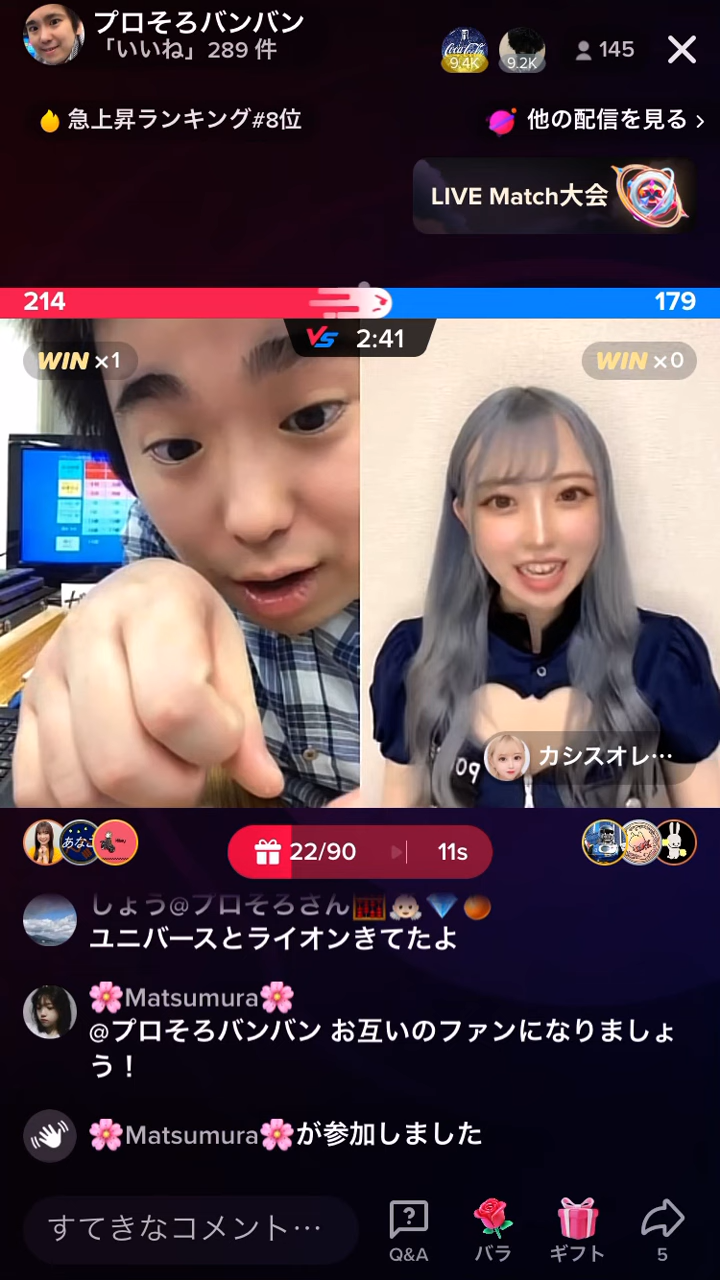 プロそろバンバン
「いいね」289 件
9.4K
9.2K
145
急上昇ランキング#8位
他の配信を見る
LIVE Match大会
214
179
VS 2:41
WIN ×1
WIN ×0
09
カシスオレ…
あなこ
22/90
11s
しょう@プロそろさん
ユニバースとライオンきてたよ
🌸Matsumura🌸
@プロそろバンバン お互いのファンになりましょ
う！
🌸Matsumura🌸が参加しました
すてきなコメント…
Q&A
バラ
ギフト
5